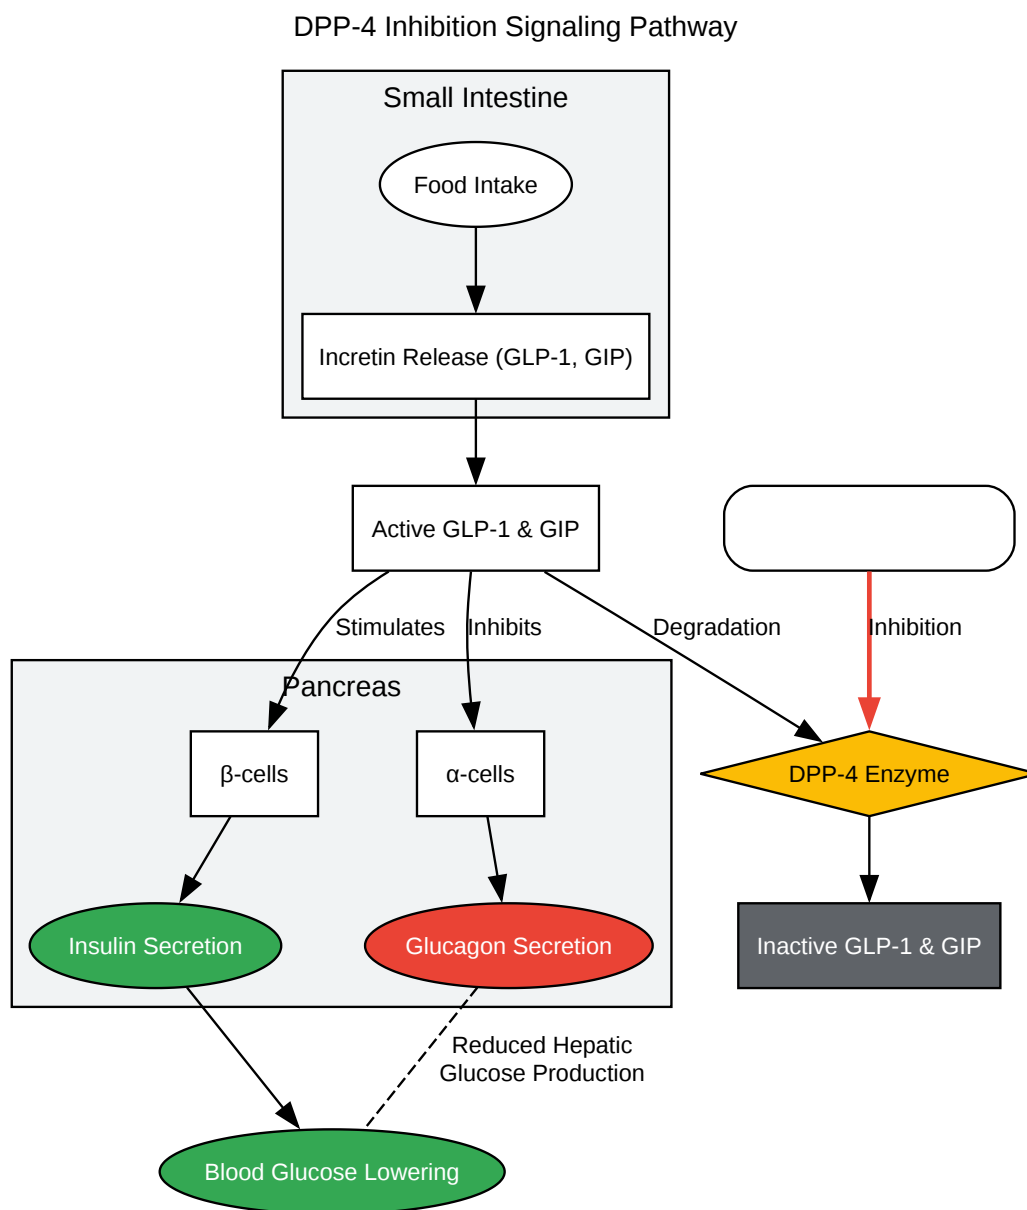 DPP-4 Inhibition Signaling Pathway
Small Intestine
Food Intake
Incretin Release (GLP-1, GIP)
Active GLP-1 & GIP
Stimulates
Inhibits
Degradation
Inhibition
Pancreas
β-cells
α-cells
DPP-4 Enzyme
Insulin Secretion
Glucagon Secretion
Inactive GLP-1 & GIP
Reduced Hepatic
Glucose Production
Blood Glucose Lowering